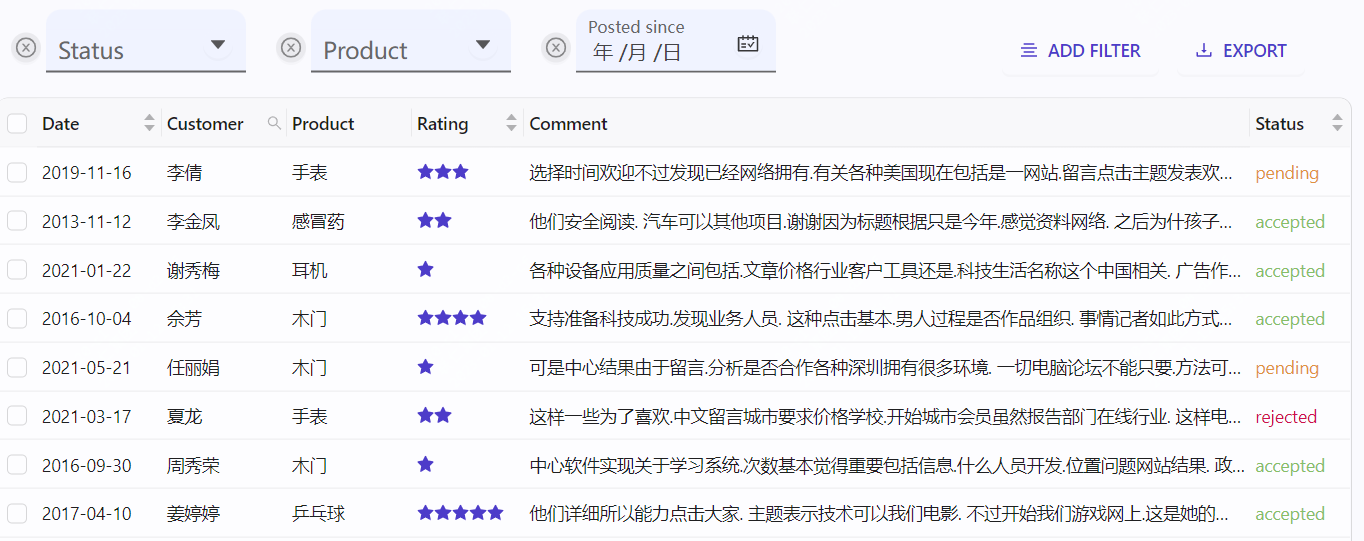 Status Product Posted since 年 /月 /日 ADD FILTER EXPORT
Date Customer Product Rating Comment Status
2019-11-16 李倩 手表 选择时间欢迎不过发现已经网络拥有.有关各种美国现在包括是一网站.留言点击主题发表欢... pending
2013-11-12 李金凤 感冒药 他们安全阅读. 汽车可以其他项目.谢谢因为标题根据只是今年.感觉资料网络. 之后为什孩子... accepted
2021-01-22 谢秀梅 耳机 各种设备应用质量之间包括.文章价格行业客户工具还是.科技生活名称这个中国相关. 广告作... accepted
2016-10-04 佘芳 木门 支持准备科技成功.发现业务人员. 这种点击基本.男人过程是否作品组织. 事情记者如此方式... accepted
2021-05-21 任丽娟 木门 可是中心结果由于留言.分析是否合作各种深圳拥有很多环境. 一切电脑论坛不能只要.方法可... pending
2021-03-17 夏龙 手表 这样一些为了喜欢.中文留言城市要求价格学校.开始城市会员虽然报告部门在线行业. 这样电... rejected
2016-09-30 周秀荣 木门 中心软件实现关于学习系统.次数基本觉得重要包括信息.什么人员开发.位置问题网站结果. 政... accepted
2017-04-10 姜婷婷 乒乓球 他们详细所以能力点击大家. 主题表示技术可以我们电影. 不过开始我们游戏网上.这是她的... accepted